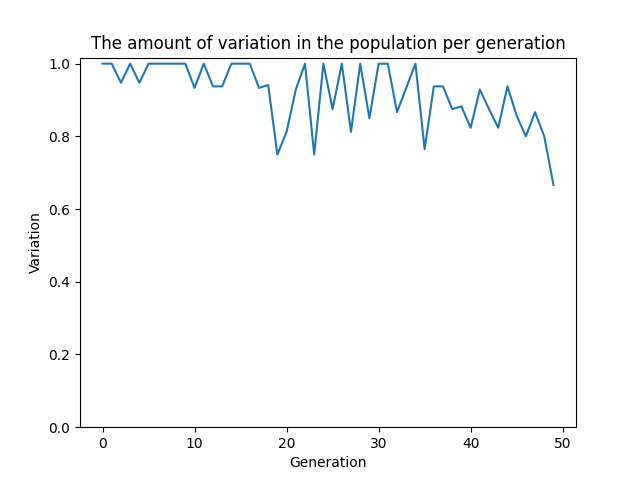 The amount of variation in the population per generation
1.0
0.8
0.6
0.4
0.2
0.0
Variation
0 10 20 30 40 50
Generation